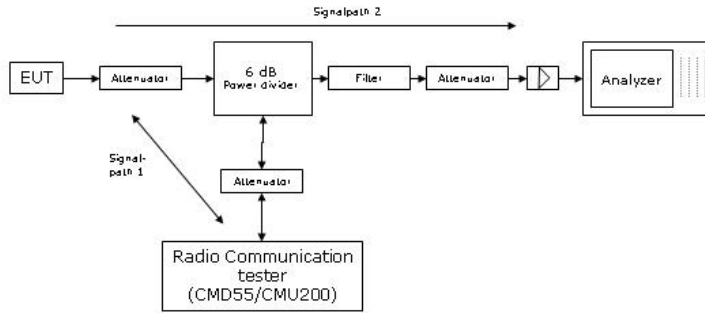 Signalpath 2
EUT
Attenuator
6 dB
Power divider
Filter
Attenuator
Analyzer
Signal-
path 1
Attenuator
Radio Communication
tester
(CMD55/CMU200)